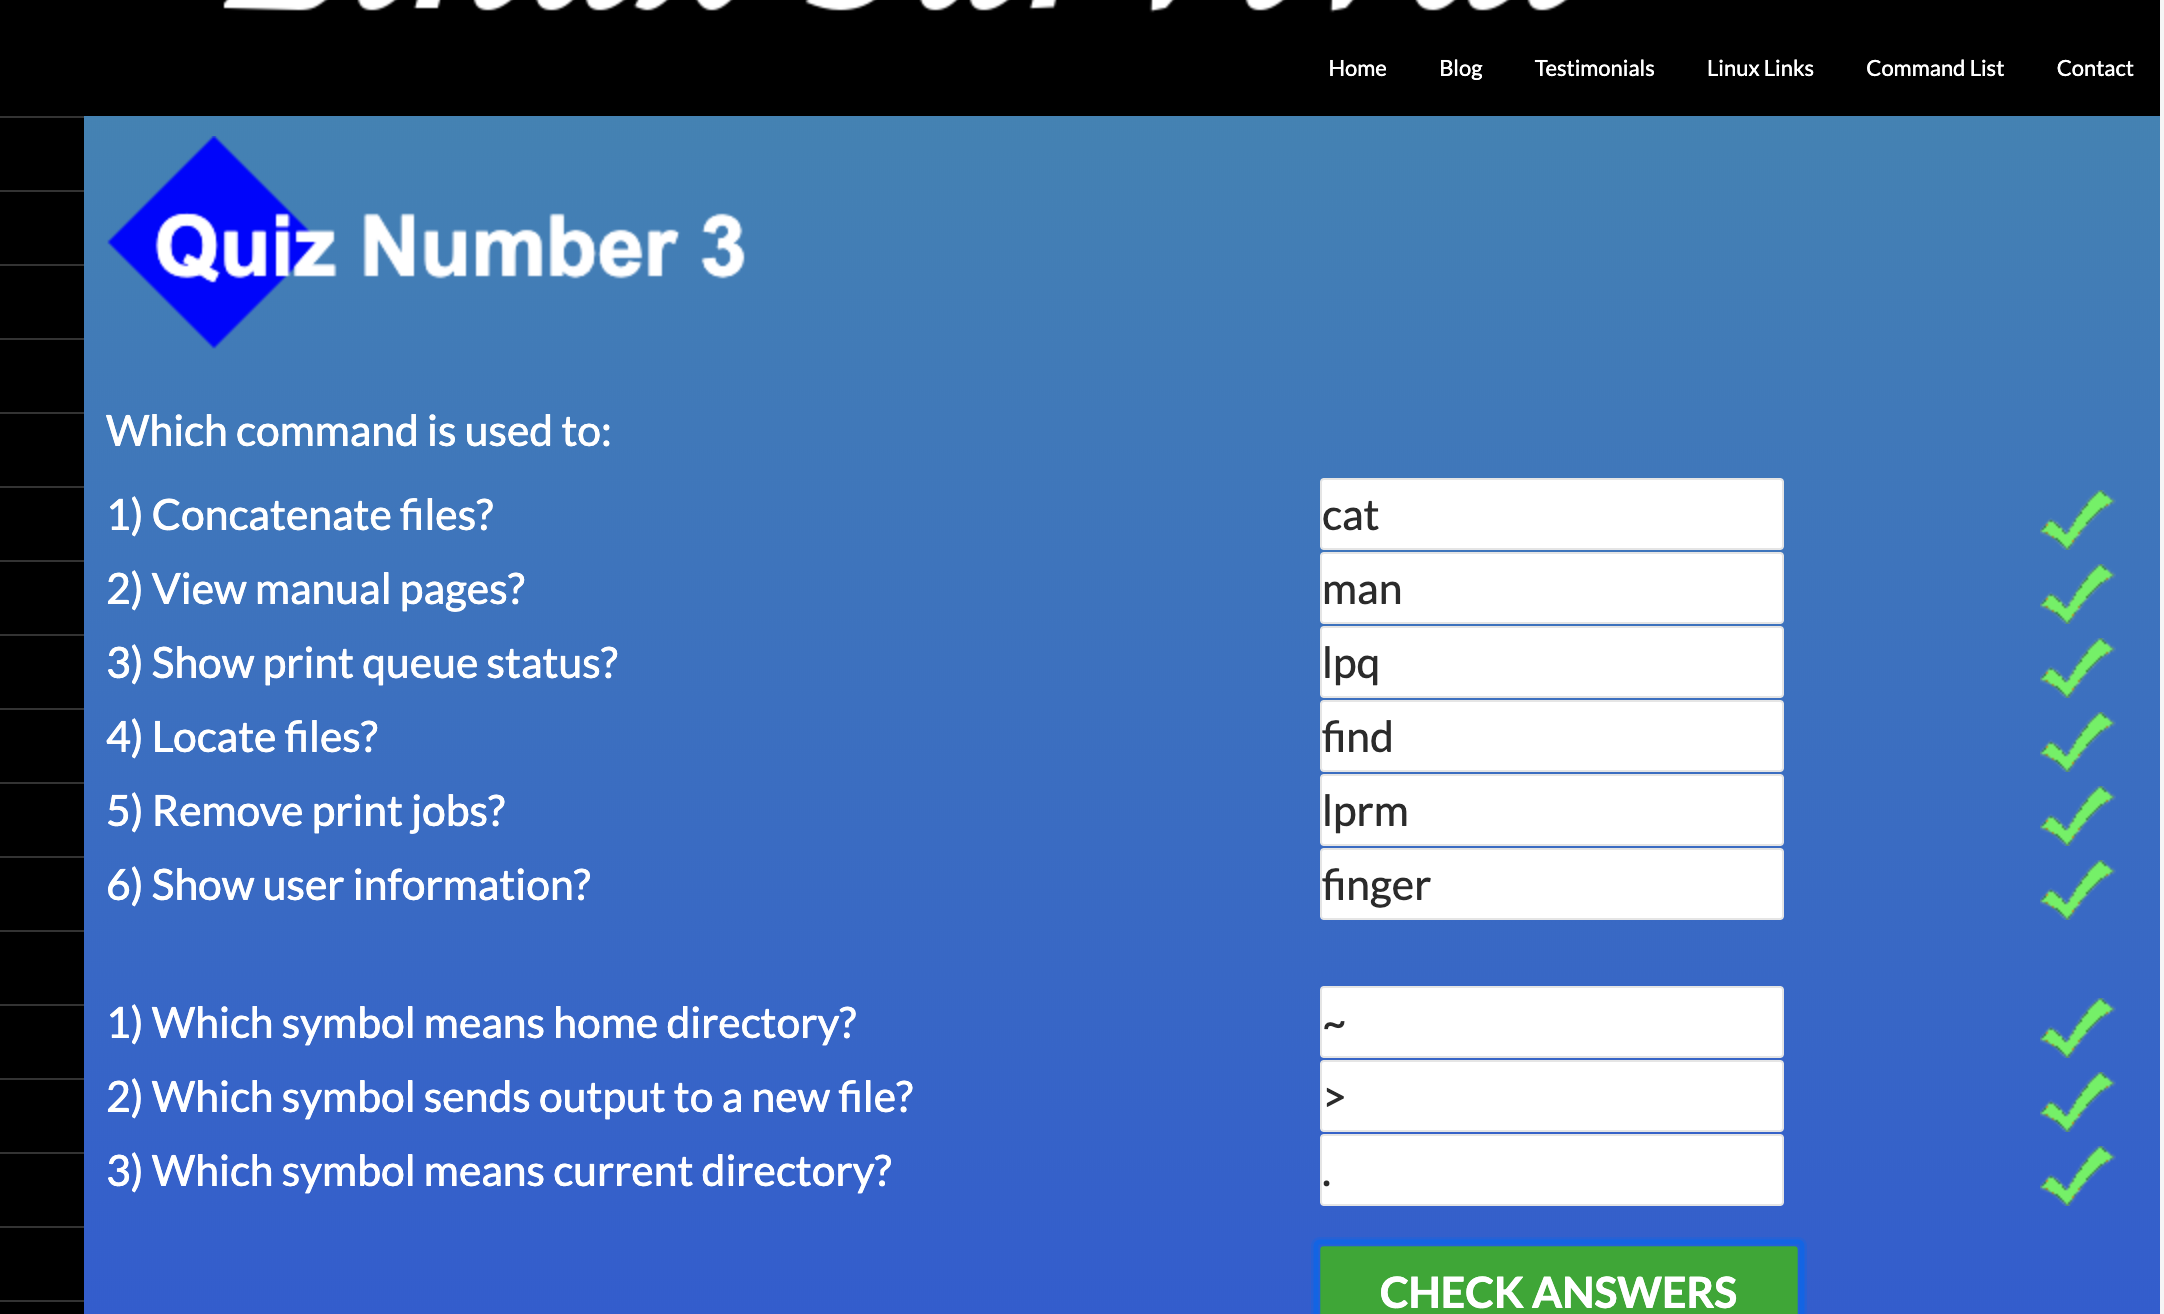 Home Blog Testimonials Linux Links Command List Contact
Quiz Number 3
Which command is used to:
1) Concatenate files? cat
2) View manual pages? man
3) Show print queue status? lpq
4) Locate files? find
5) Remove print jobs? lprm
6) Show user information? finger
1) Which symbol means home directory? ~
2) Which symbol sends output to a new file? >
3) Which symbol means current directory? .
CHECK ANSWERS